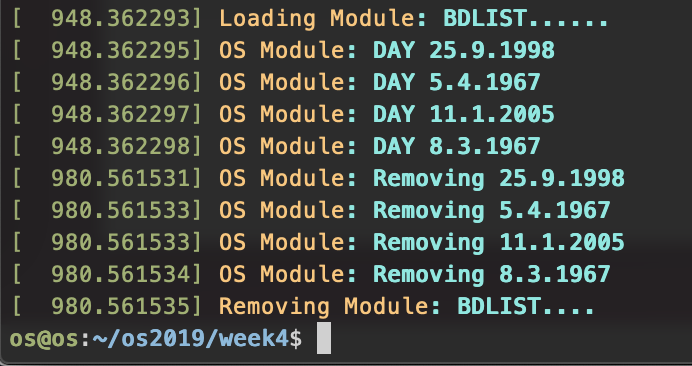 [  948.362293] Loading Module: BDLIST......
[  948.362295] OS Module: DAY 25.9.1998
[  948.362296] OS Module: DAY 5.4.1967
[  948.362297] OS Module: DAY 11.1.2005
[  948.362298] OS Module: DAY 8.3.1967
[  980.561531] OS Module: Removing 25.9.1998
[  980.561533] OS Module: Removing 5.4.1967
[  980.561533] OS Module: Removing 11.1.2005
[  980.561534] OS Module: Removing 8.3.1967
[  980.561535] Removing Module: BDLIST....
os@os:~/os2019/week4$